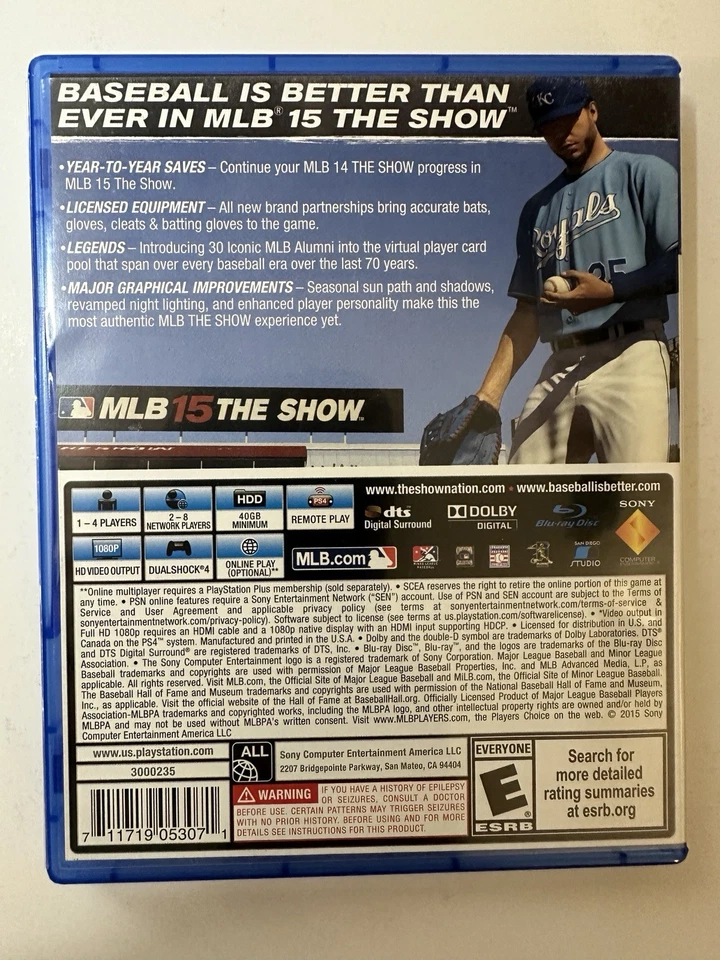 BASEBALL IS BETTER THAN
EVER IN MLB® 15 THE SHOW™
KC
Royals
•YEAR-TO-YEAR SAVES – Continue your MLB 14 THE SHOW progress in
MLB 15 The Show.
•LICENSED EQUIPMENT – All new brand partnerships bring accurate bats,
gloves, cleats & batting gloves to the game.
•LEGENDS – Introducing 30 Iconic MLB Alumni into the virtual player card
pool that span over every baseball era over the last 70 years.
•MAJOR GRAPHICAL IMPROVEMENTS – Seasonal sun path and shadows,
revamped night lighting, and enhanced player personality make this the
most authentic MLB THE SHOW experience yet.
MLB 15 THE SHOW™
www.theshownation.com • www.baseballisbetter.com
1 – 4 PLAYERS
2 – 8
NETWORK PLAYERS
HDD
40GB
MINIMUM
PS4
REMOTE PLAY
dts
Digital Surround
DOLBY
DIGITAL
Blu-ray Disc
SONY
COMPUTER
1080P
HD VIDEO OUTPUT
DUALSHOCK®4
ONLINE PLAY
(OPTIONAL)**
MLB.com
SAN DIEGO
STUDIO
**Online multiplayer requires a PlayStation Plus membership (sold separately). • SCEA reserves the right to retire the online portion of this game at
any time. • PSN online features require a Sony Entertainment Network ("SEN") account. Use of PSN and SEN account are subject to the Terms of
Service and User Agreement and applicable privacy policy (see terms at sonyentertainmentnetwork.com/terms-of-service &
sonyentertainmentnetwork.com/privacy-policy). Software subject to license (see terms at us.playstation.com/softwarelicense). • *Video output in
Full HD 1080p requires an HDMI cable and a 1080p native display with an HDMI input supporting HDCP. • Licensed for distribution in U.S. and
Canada on the PS4™ system. Manufactured and printed in the U.S.A. • Dolby and the double-D symbol are trademarks of Dolby Laboratories. DTS®
and DTS Digital Surround® are registered trademarks of DTS, Inc. • Blu-ray Disc™, Blu-ray™, and the logos are trademarks of the Blu-ray Disc
Association. • The Sony Computer Entertainment logo is a registered trademark of Sony Corporation. Major League Baseball and Minor League
Baseball trademarks and copyrights are used with permission of Major League Baseball Properties, Inc. and MLB Advanced Media, L.P, as
applicable. All rights reserved. Visit MLB.com, the Official Site of Major League Baseball and MiLB.com, the Official Site of Minor League Baseball.
The Baseball Hall of Fame and Museum trademarks and copyrights are used with permission of the National Baseball Hall of Fame and Museum,
Inc., as applicable. Visit the official website of the Hall of Fame at BaseballHall.org. Officially Licensed Product of Major League Baseball Players
Association-MLBPA trademarks and copyrighted works, including the MLBPA logo, and other intellectual property rights are owned and/or held by
MLBPA and may not be used without MLBPA's written consent. Visit www.MLBPLAYERS.com, the Players Choice on the web. © 2015 Sony
Computer Entertainment America LLC
www.us.playstation.com
3000235
7 11719 05307 1
ALL
Sony Computer Entertainment America LLC
2207 Bridgepointe Parkway, San Mateo, CA 94404
WARNING IF YOU HAVE A HISTORY OF EPILEPSY
OR SEIZURES, CONSULT A DOCTOR
BEFORE USE. CERTAIN PATTERNS MAY TRIGGER SEIZURES
WITH NO PRIOR HISTORY. BEFORE USING AND FOR MORE
DETAILS SEE INSTRUCTIONS FOR THIS PRODUCT.
EVERYONE
E
ESRB
Search for
more detailed
rating summaries
at esrb.org